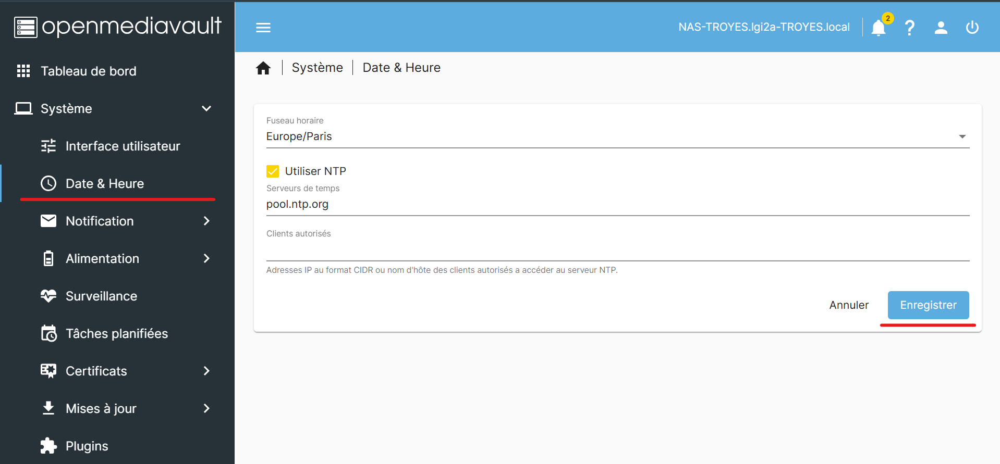 openmediavault
NAS-TROYES.lgi2a-TROYES.local
2
?
Tableau de bord
Système
Interface utilisateur
Date & Heure
Notification
Alimentation
Surveillance
Tâches planifiées
Certificats
Mises à jour
Plugins
Système | Date & Heure
Fuseau horaire
Europe/Paris
Utiliser NTP
Serveurs de temps
pool.ntp.org
Clients autorisés
Adresses IP au format CIDR ou nom d'hôte des clients autorisés a accéder au serveur NTP.
Annuler
Enregistrer